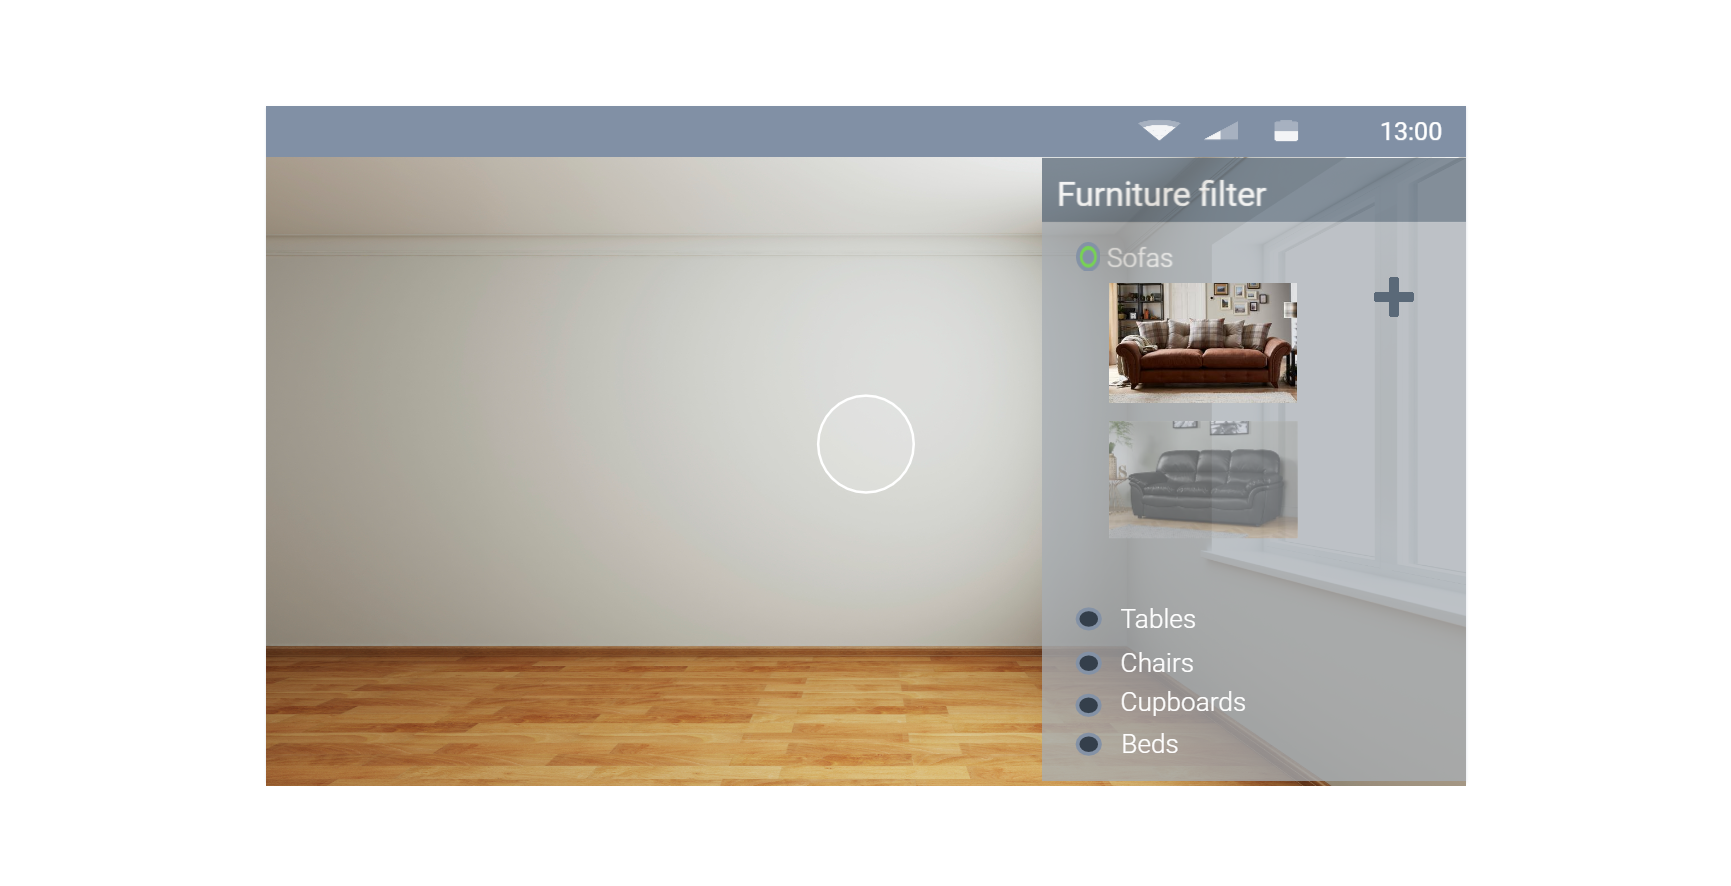 13:00
Furniture filter
Sofas
Tables
Chairs
Cupboards
Beds